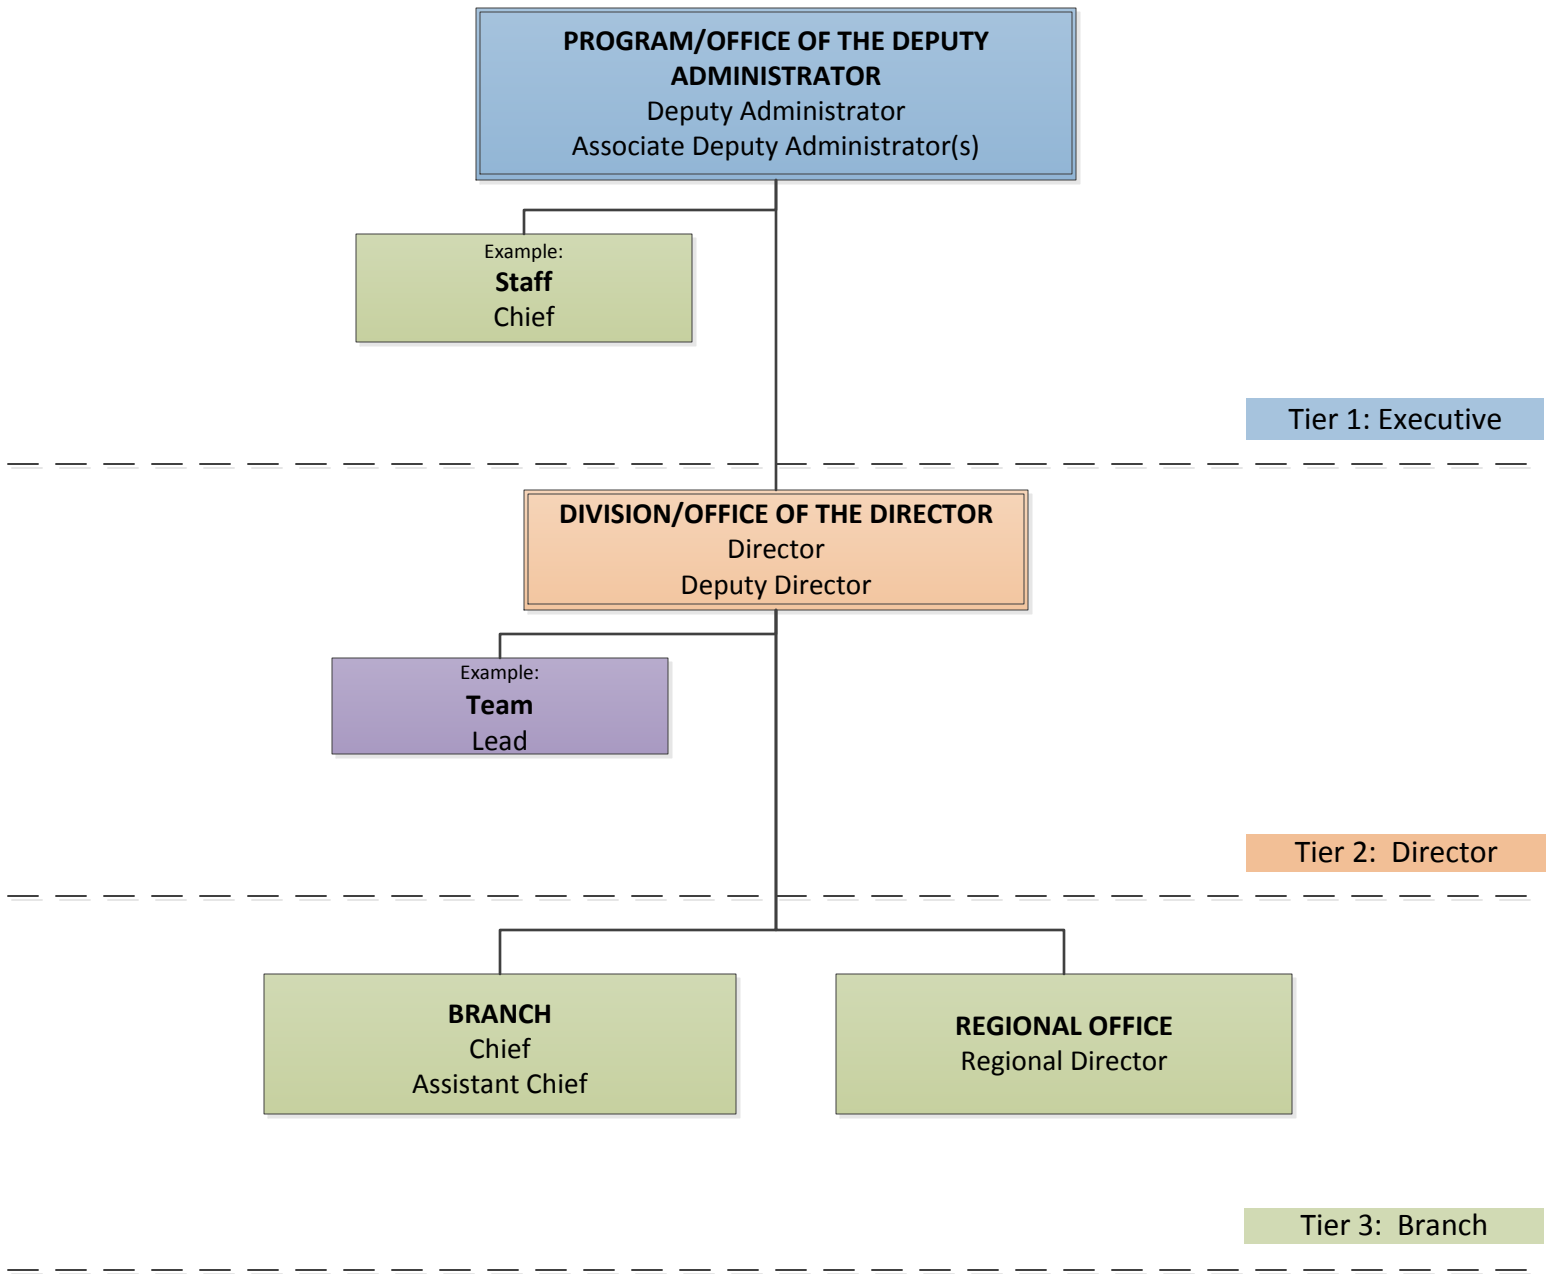 PROGRAM/OFFICE OF THE DEPUTY
ADMINISTRATOR
Deputy Administrator
Associate Deputy Administrator(s)
Example:
Staff
Chief
Tier 1: Executive
DIVISION/OFFICE OF THE DIRECTOR
Director
Deputy Director
Example:
Team
Lead
Tier 2:  Director
BRANCH
Chief
Assistant Chief
REGIONAL OFFICE
Regional Director
Tier 3:  Branch